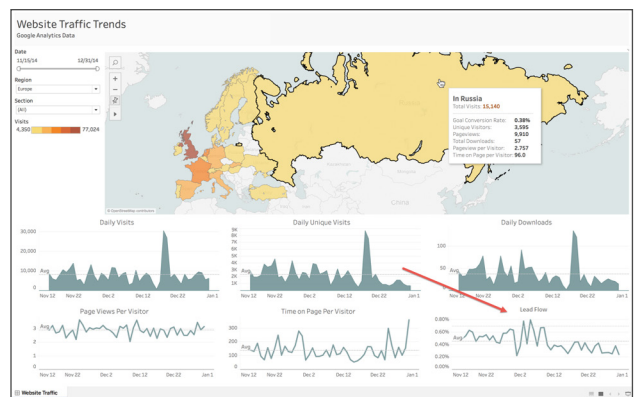 Website Traffic Trends
Google Analytics Data
Date
11/15/14 12/31/14
Region
Europe
Section
(All)
Visits
4,350 77,024
In Russia
Total Visits: 15,140
Goal Conversion Rate: 0.38%
Unique Visitors: 3,595
Pageviews: 9,910
Total Downloads: 57
Pageview per Visitor: 2.757
Time on Page per Visitor: 96.0
China
© OpenStreetMap contributors
Daily Visits
30,000
20,000
10,000
Avg
0
Nov 12 Nov 22 Dec 2 Dec 12 Dec 22 Jan 1
Daily Unique Visits
9K
8K
7K
6K
5K
4K
3K
2K
1K
Avg
Nov 12 Nov 22 Dec 2 Dec 12 Dec 22 Jan 1
Daily Downloads
100
50
0
Avg
Nov 12 Nov 22 Dec 2 Dec 12 Dec 22 Jan 1
Page Views Per Visitor
3
2
1
0
Avg
Nov 12 Nov 22 Dec 2 Dec 12 Dec 22 Jan 1
Time on Page Per Visitor
300
200
100
0
Avg
Nov 12 Nov 22 Dec 2 Dec 12 Dec 22 Jan 1
Lead Flow
0.80%
0.60%
0.40%
0.20%
0.00%
Avg
Nov 12 Nov 22 Dec 2 Dec 12 Dec 22 Jan 1
Website Traffic